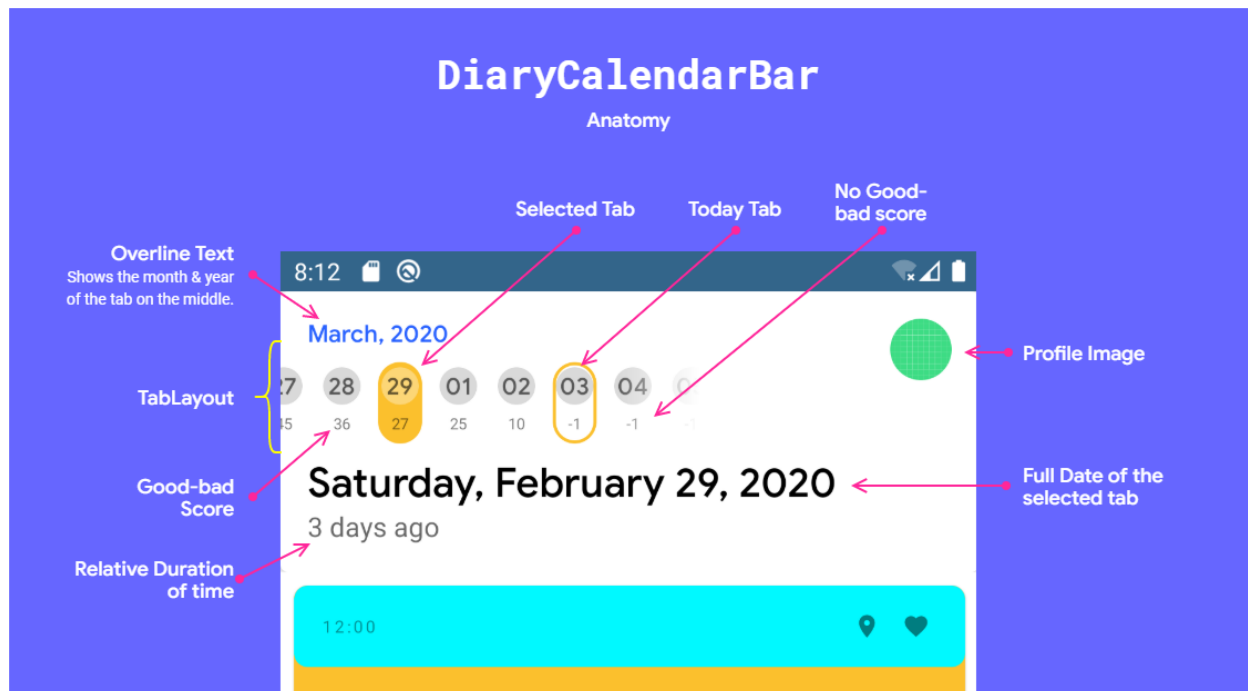 DiaryCalendarBar
Anatomy
Selected Tab
Today Tab
No Good-
bad score
Overline Text
Shows the month & year
of the tab on the middle.
8:12
March, 2020
Profile Image
TabLayout
27 28 29 01 02 03 04
45 36 27 25 10 -1 -1 -1
Good-bad
Score
Saturday, February 29, 2020
Full Date of the
selected tab
3 days ago
Relative Duration
of time
12:00